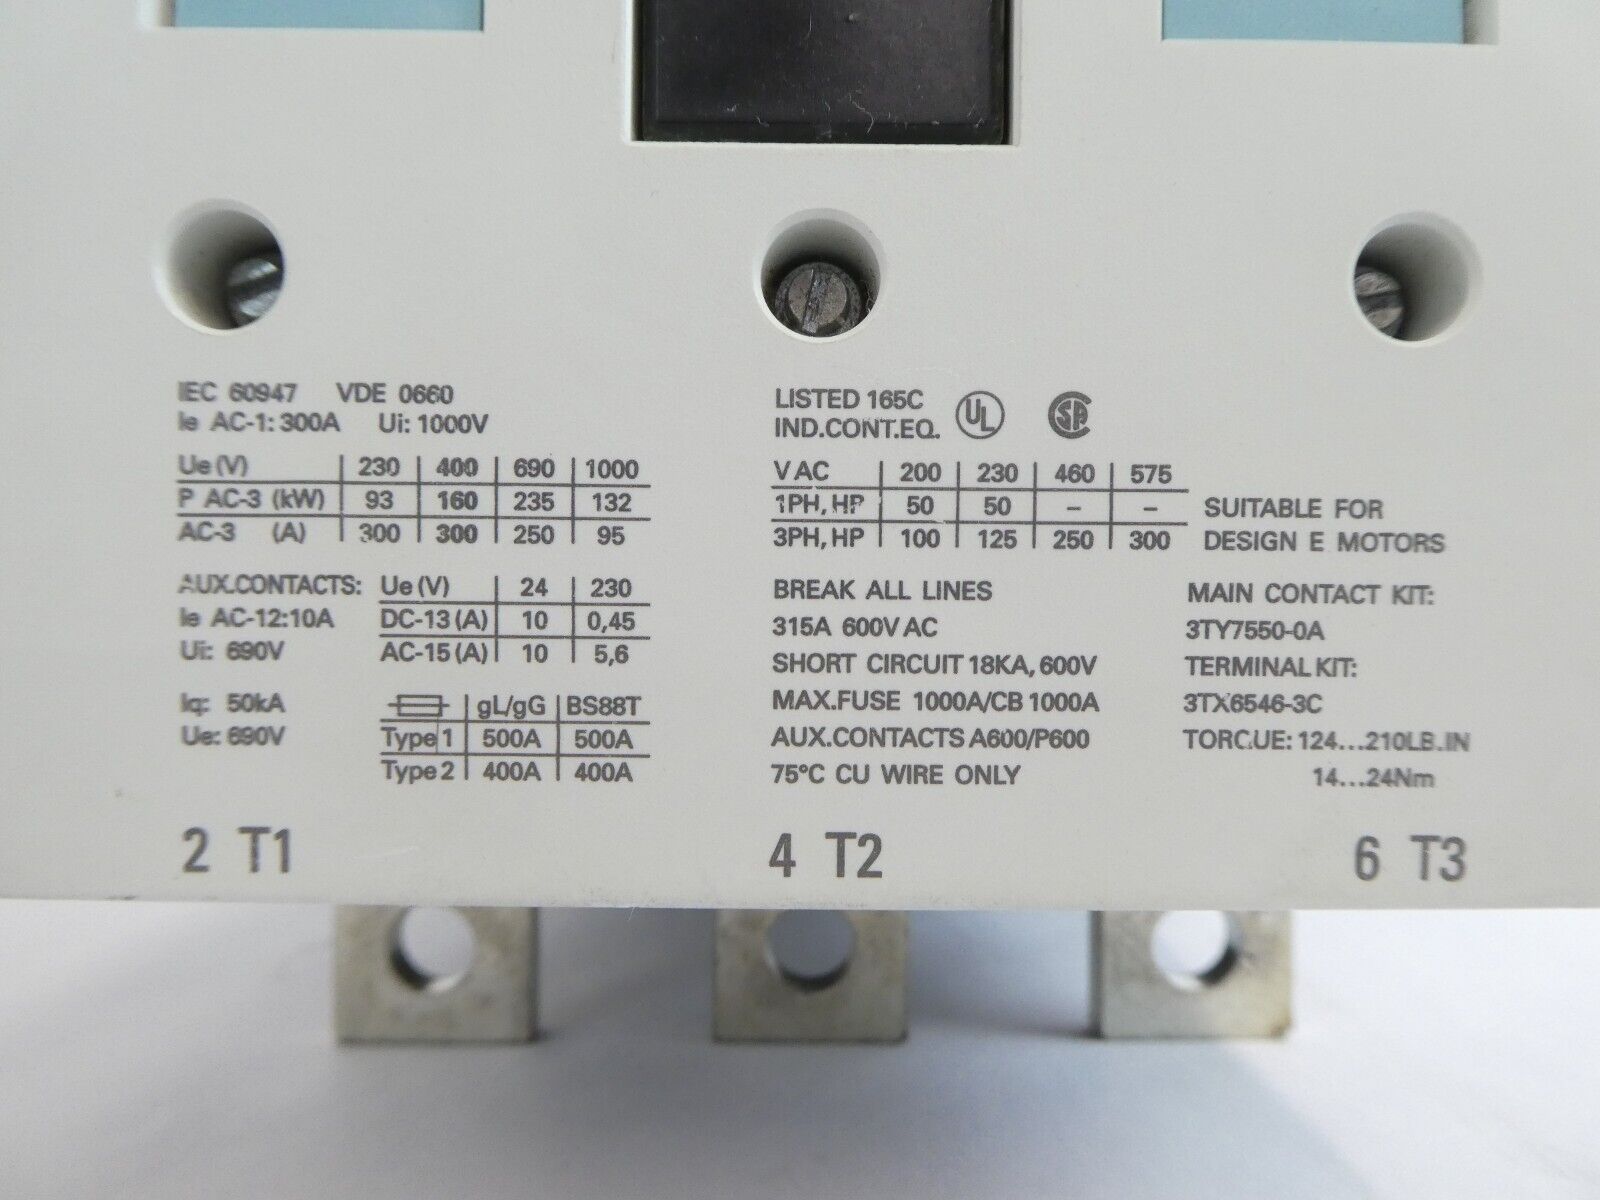 IEC 60947 VDE 0660
Ie AC-1: 300A Ui: 1000V
Ue (V) 230 400 690 1000
P AC-3 (kW) 93 160 235 132
AC-3 (A) 300 300 250 95
AUX.CONTACTS: Ue (V) 24 230
Ie AC-12:10A DC-13 (A) 10 0,45
Ui: 690V AC-15 (A) 10 5,6
Iq: 50kA gL/gG BS88T
Ue: 690V Type 1 500A 500A
Type 2 400A 400A
2 T1
LISTED 165C UL SA
IND.CONT.EQ.
V AC 200 230 460 575
1PH, HP 50 50 – –
3PH, HP 100 125 250 300
SUITABLE FOR
DESIGN E MOTORS
BREAK ALL LINES
315A 600V AC
SHORT CIRCUIT 18KA, 600V
MAX.FUSE 1000A/CB 1000A
AUX.CONTACTS A600/P600
75°C CU WIRE ONLY
4 T2
MAIN CONTACT KIT:
3TY7550-0A
TERMINAL KIT:
3TX6546-3C
TORQUE: 124...210LB.IN
14...24Nm
6 T3